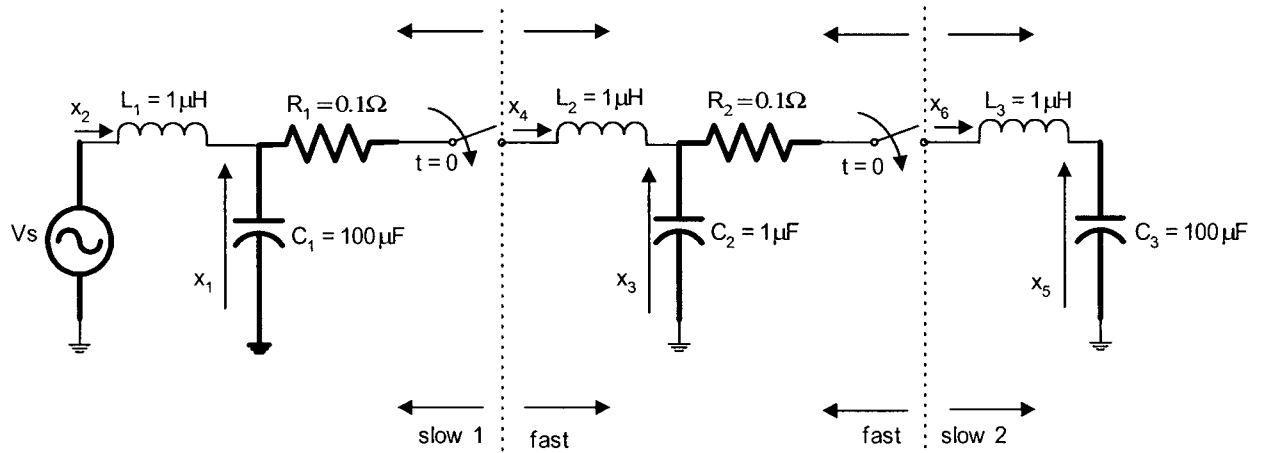 L₁ = 1μH
R₁ = 0.1Ω
x₂
x₄
L₂ = 1μH
R₂ = 0.1Ω
x₆
L₃ = 1μH
t = 0
t = 0
Vs
C₁ = 100μF
C₂ = 1μF
C₃ = 100μF
x₁
x₃
x₅
slow 1
fast
fast
slow 2